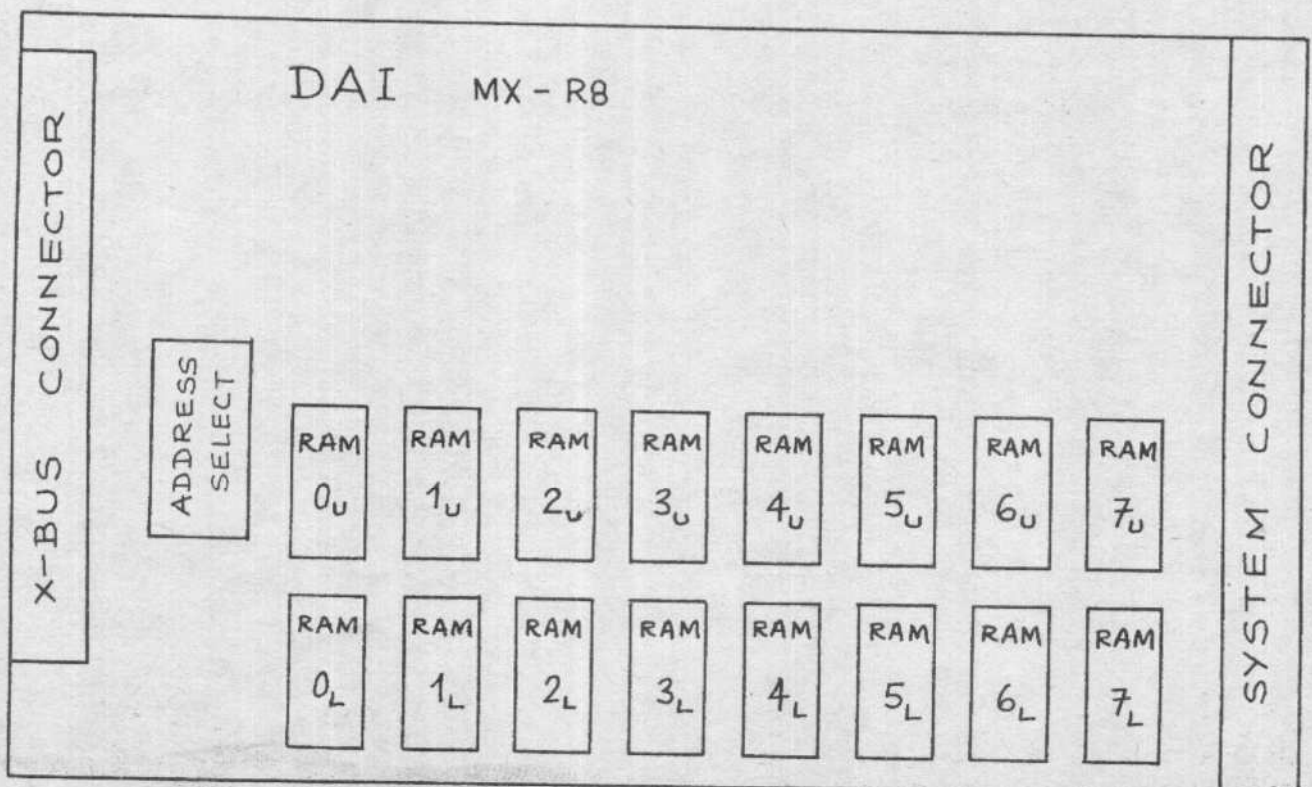 DAI MX - R8
X-BUS CONNECTOR
ADDRESS
SELECT
RAM RAM RAM RAM RAM RAM RAM RAM
0U 1U 2U 3U 4U 5U 6U 7U
RAM RAM RAM RAM RAM RAM RAM RAM
0L 1L 2L 3L 4L 5L 6L 7L
SYSTEM CONNECTOR